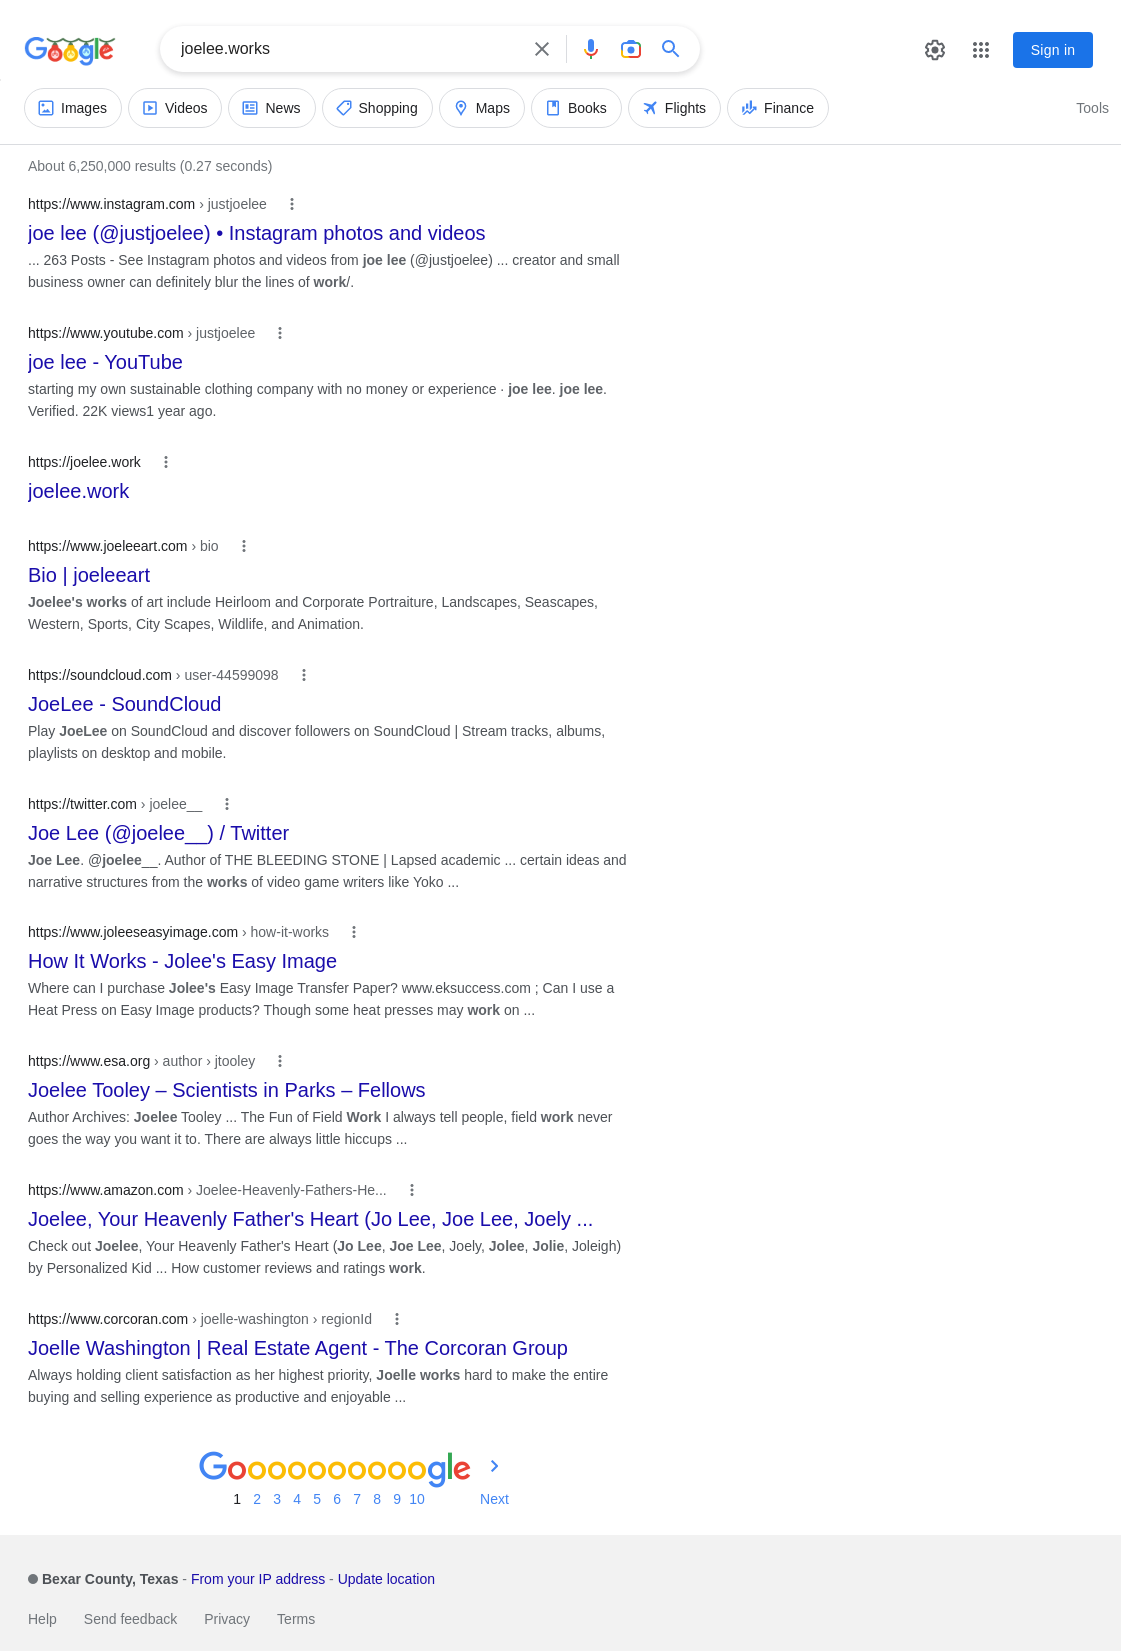 Google
joelee.works
Sign in
Images
Videos
News
Shopping
Maps
Books
Flights
Finance
Tools
About 6,250,000 results (0.27 seconds)
https://www.instagram.com › justjoelee
joe lee (@justjoelee) • Instagram photos and videos
... 263 Posts - See Instagram photos and videos from joe lee (@justjoelee) ... creator and small
business owner can definitely blur the lines of work/.
https://www.youtube.com › justjoelee
joe lee - YouTube
starting my own sustainable clothing company with no money or experience · joe lee. joe lee.
Verified. 22K views1 year ago.
https://joelee.work
joelee.work
https://www.joeleeart.com › bio
Bio | joeleeart
Joelee's works of art include Heirloom and Corporate Portraiture, Landscapes, Seascapes,
Western, Sports, City Scapes, Wildlife, and Animation.
https://soundcloud.com › user-44599098
JoeLee - SoundCloud
Play JoeLee on SoundCloud and discover followers on SoundCloud | Stream tracks, albums,
playlists on desktop and mobile.
https://twitter.com › joelee__
Joe Lee (@joelee__) / Twitter
Joe Lee. @joelee__. Author of THE BLEEDING STONE | Lapsed academic ... certain ideas and
narrative structures from the works of video game writers like Yoko ...
https://www.joleeseasyimage.com › how-it-works
How It Works - Jolee's Easy Image
Where can I purchase Jolee's Easy Image Transfer Paper? www.eksuccess.com ; Can I use a
Heat Press on Easy Image products? Though some heat presses may work on ...
https://www.esa.org › author › jtooley
Joelee Tooley – Scientists in Parks – Fellows
Author Archives: Joelee Tooley ... The Fun of Field Work I always tell people, field work never
goes the way you want it to. There are always little hiccups ...
https://www.amazon.com › Joelee-Heavenly-Fathers-He...
Joelee, Your Heavenly Father's Heart (Jo Lee, Joe Lee, Joely ...
Check out Joelee, Your Heavenly Father's Heart (Jo Lee, Joe Lee, Joely, Jolee, Jolie, Joleigh)
by Personalized Kid ... How customer reviews and ratings work.
https://www.corcoran.com › joelle-washington › regionId
Joelle Washington | Real Estate Agent - The Corcoran Group
Always holding client satisfaction as her highest priority, Joelle works hard to make the entire
buying and selling experience as productive and enjoyable ...
Goooooooooogle
1 2 3 4 5 6 7 8 9 10 Next
Bexar County, Texas - From your IP address - Update location
Help Send feedback Privacy Terms